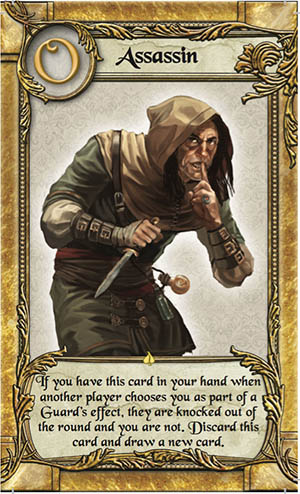 0
Assassin
If you have this card in your hand when
another player chooses you as part of a
Guard's effect, they are knocked out of
the round and you are not. Discard this
card and draw a new card.